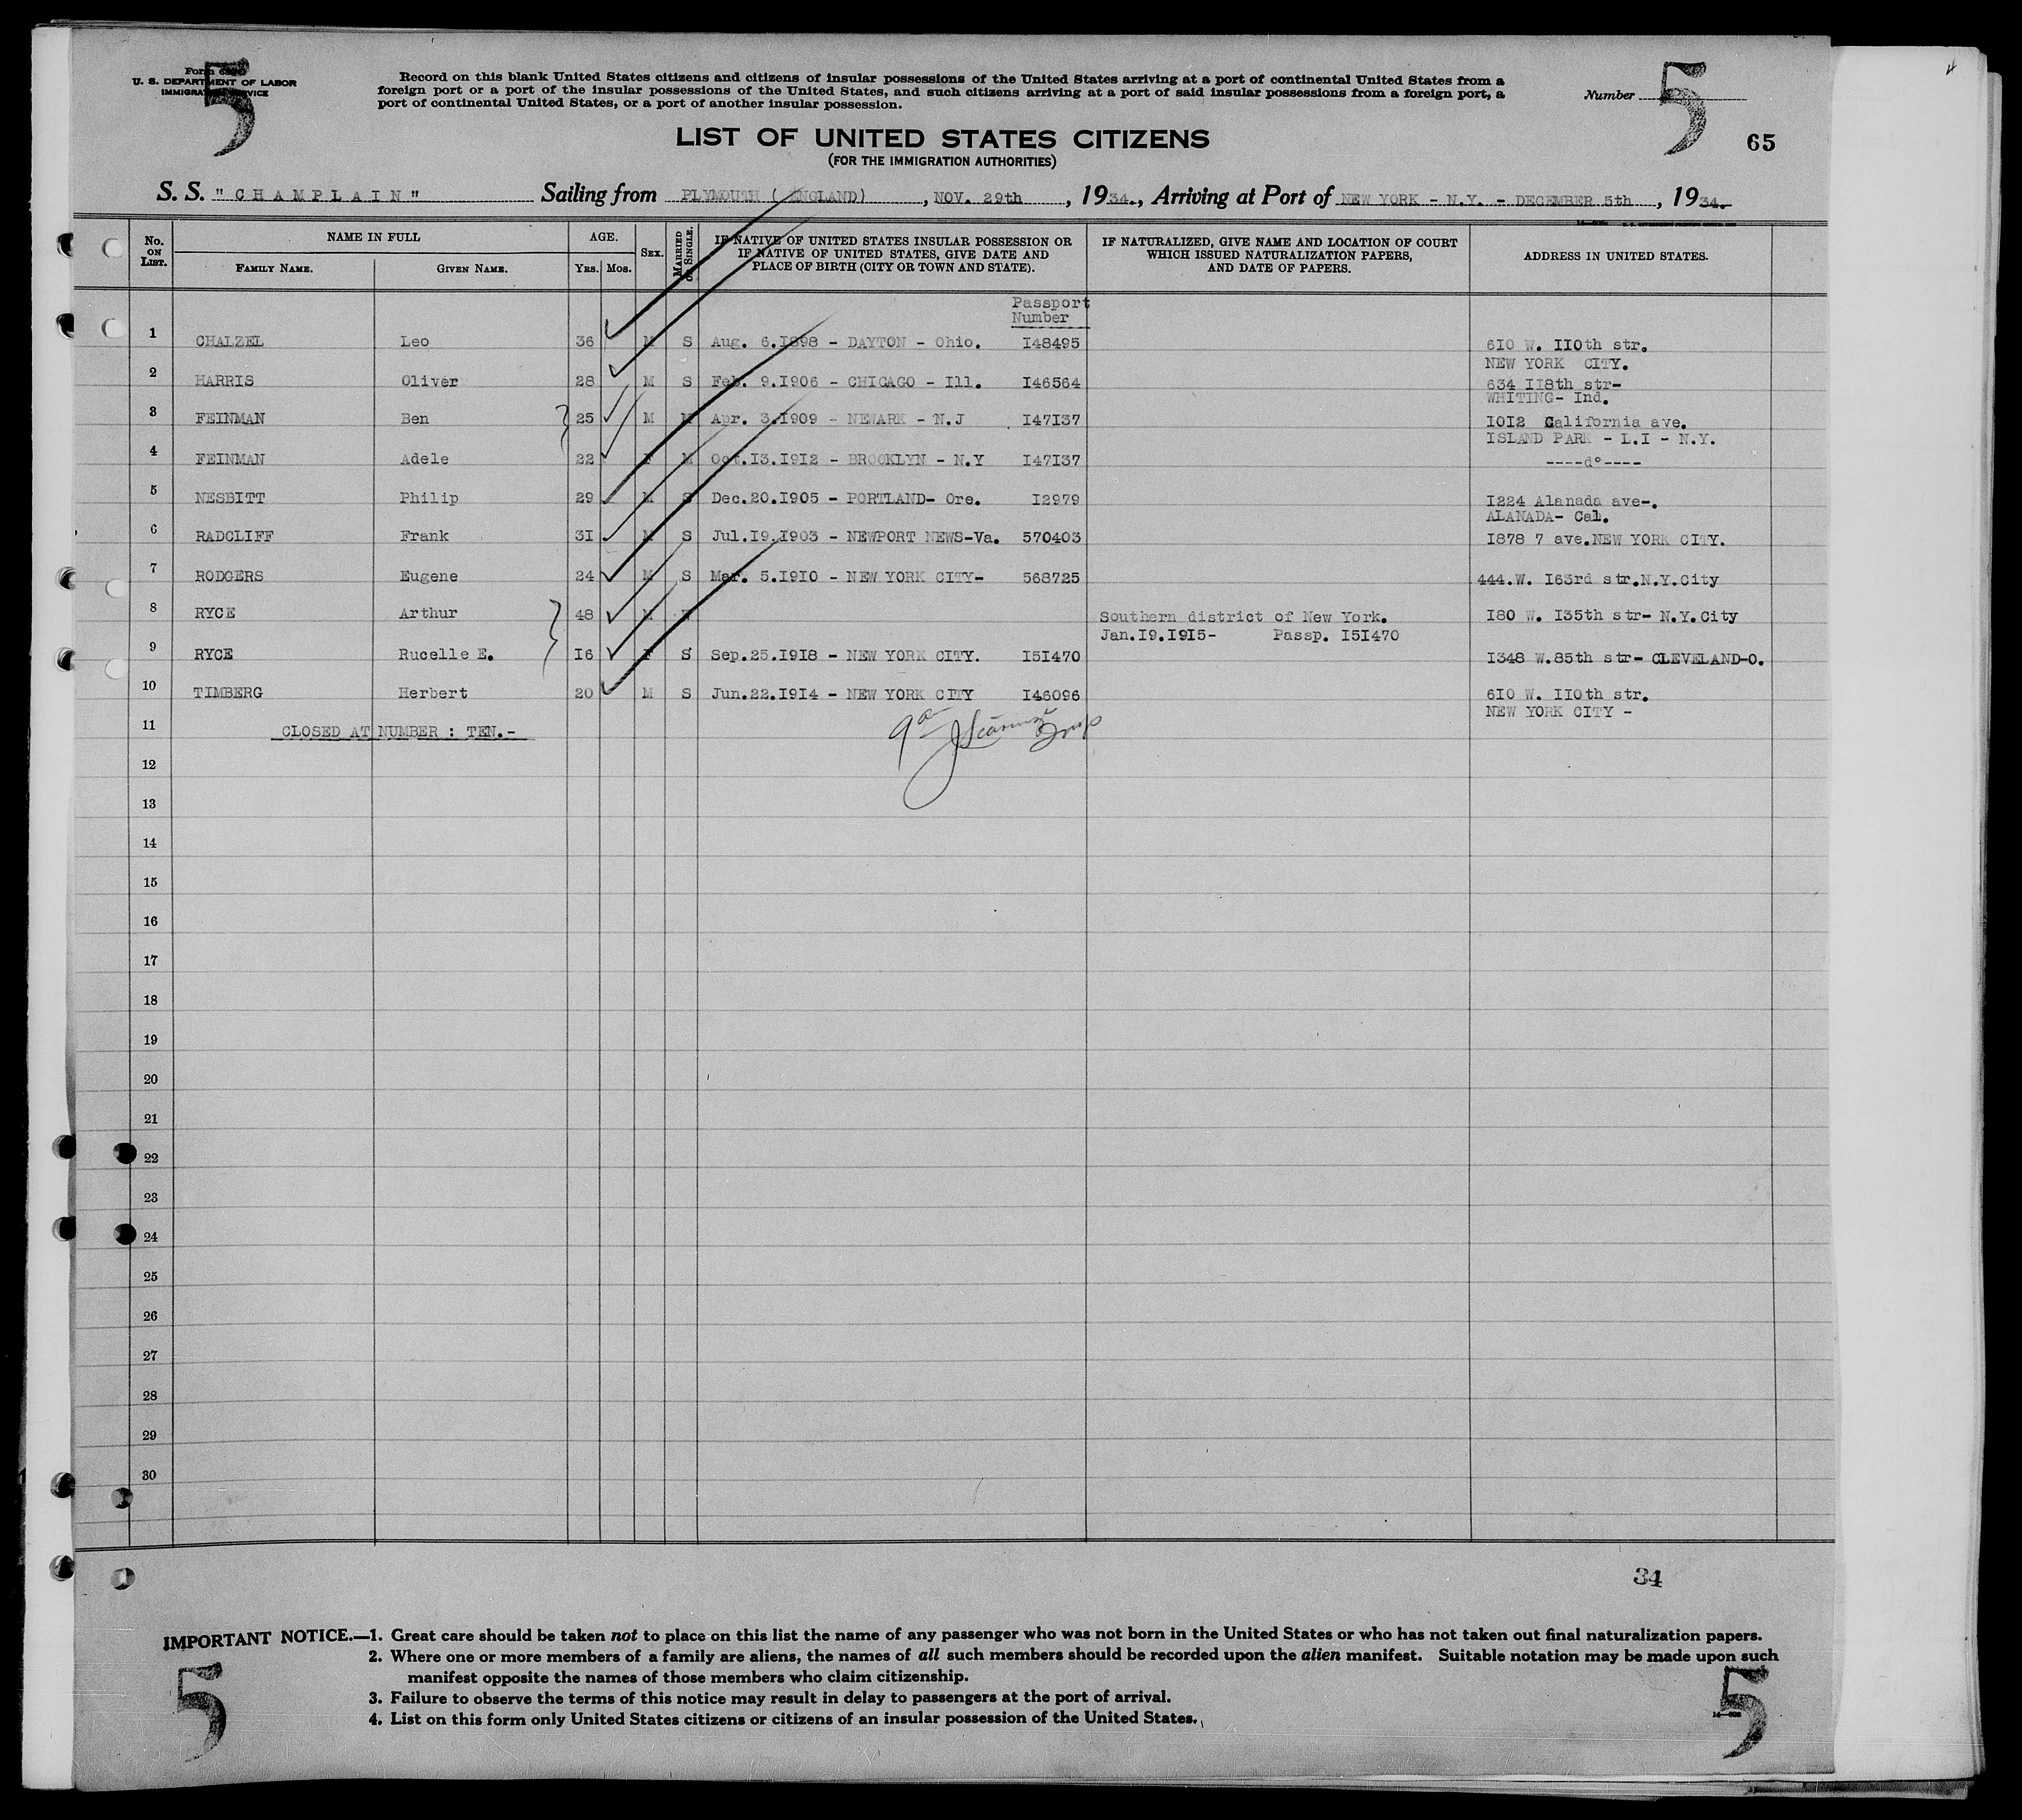 5
Form
U. S. DEPARTMENT OF LABOR
IMMIGRATION SERVICE
Record on this blank United States citizens and citizens of insular possessions of the United States arriving at a port of continental United States from a
foreign port or a port of the insular possessions of the United States, and such citizens arriving at a port of said insular possessions from a foreign port, a
port of continental United States, or a port of another insular possession.
Number 5
65
LIST OF UNITED STATES CITIZENS
(FOR THE IMMIGRATION AUTHORITIES)
S. S. "CHAMPLAIN" Sailing from PLYMOUTH (ENGLAND), NOV. 29th, 1934., Arriving at Port of NEW YORK - N.Y. - DECEMBER 5th, 1934.
No. ON LIST. NAME IN FULL FAMILY NAME. GIVEN NAME. AGE. YRS. MOS. SEX. MARRIED OR SINGLE. IF NATIVE OF UNITED STATES INSULAR POSSESSION OR IF NATIVE OF UNITED STATES, GIVE DATE AND PLACE OF BIRTH (CITY OR TOWN AND STATE). IF NATURALIZED, GIVE NAME AND LOCATION OF COURT WHICH ISSUED NATURALIZATION PAPERS, AND DATE OF PAPERS. ADDRESS IN UNITED STATES.
Passport
Number
1 CHALZEL Leo 36 M S Aug. 6.I898 - DAYTON - Ohio. I48495 6I0 W. II0th str.
NEW YORK CITY.
2 HARRIS Oliver 28 M S Feb. 9.I906 - CHICAGO - Ill. I46564 634 II8th str-
WHITING- Ind.
3 FEINMAN Ben 25 M M Apr. 3.I909 - NEWARK - N.J I47I37 I0I2 California ave.
ISLAND PARK - L.I - N.Y.
4 FEINMAN Adele 22 F M Oct.I3.I9I2 - BROOKLYN - N.Y I47I37 ----d°----
5 NESBITT Philip 29 M S Dec.20.I905 - PORTLAND- Ore. I2979 I224 Alanada ave-.
ALANADA- Cal.
6 RADCLIFF Frank 3I M S Jul.I9.I903 - NEWPORT NEWS-Va. 570403 I878 7 ave.NEW YORK CITY.
7 RODGERS Eugene 24 M S Mar. 5.I9I0 - NEW YORK CITY- 568725 444.W. I63rd str.N.Y.City
8 RYCE Arthur 48 M Southern district of New York. I80 W. I35th str- N.Y.City
Jan.I9.I9I5- Passp. I5I470
9 RYCE Rucelle E. I6 F S Sep.25.I9I8 - NEW YORK CITY. I5I470 I348 W.85th str- CLEVELAND-O.
10 TIMBERG Herbert 20 M S Jun.22.I9I4 - NEW YORK CITY I46096 6I0 W. II0th str.
NEW YORK CITY -
11 CLOSED AT NUMBER : TEN.-
12
13
14
15
16
17
18
19
20
21
22
23
24
25
26
27
28
29
30
34
IMPORTANT NOTICE.—1. Great care should be taken not to place on this list the name of any passenger who was not born in the United States or who has not taken out final naturalization papers.
2. Where one or more members of a family are aliens, the names of all such members should be recorded upon the alien manifest. Suitable notation may be made upon such
manifest opposite the names of those members who claim citizenship.
3. Failure to observe the terms of this notice may result in delay to passengers at the port of arrival.
4. List on this form only United States citizens or citizens of an insular possession of the United States.
5
5